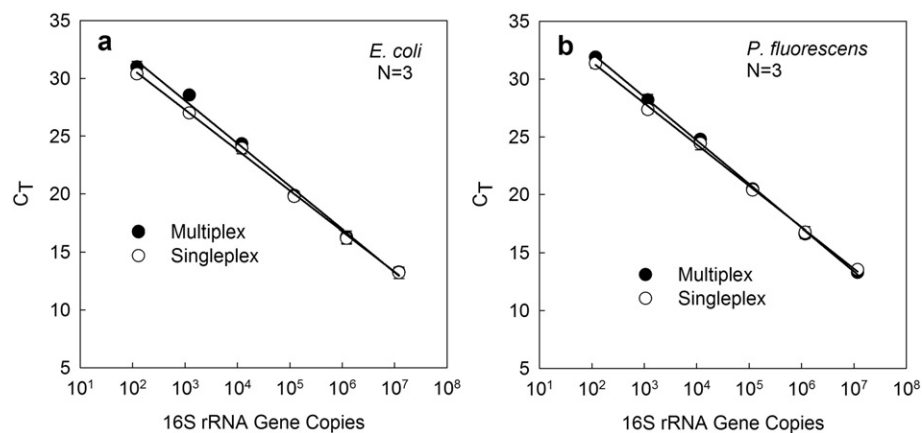 a
E. coli
N=3
35
30
25
20
15
10
5
C_T
Multiplex
Singleplex
10^1 10^2 10^3 10^4 10^5 10^6 10^7 10^8
16S rRNA Gene Copies
b
P. fluorescens
N=3
35
30
25
20
15
10
5
C_T
Multiplex
Singleplex
10^1 10^2 10^3 10^4 10^5 10^6 10^7 10^8
16S rRNA Gene Copies